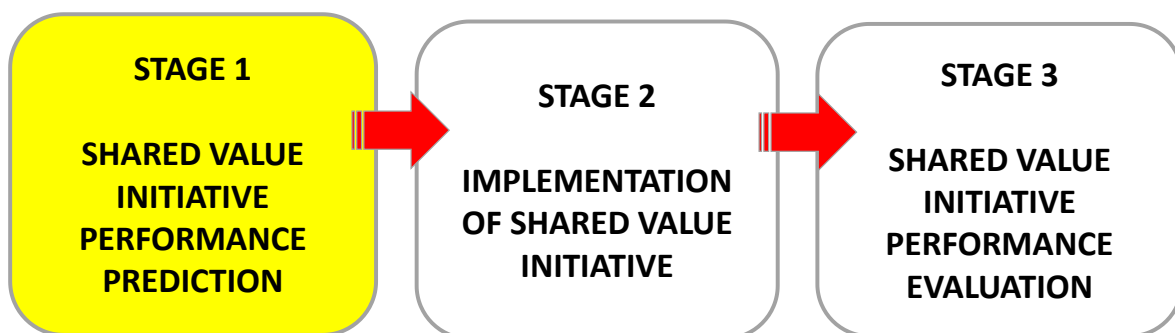 STAGE 1
SHARED VALUE
INITIATIVE
PERFORMANCE
PREDICTION
STAGE 2
IMPLEMENTATION
OF SHARED VALUE
INITIATIVE
STAGE 3
SHARED VALUE
INITIATIVE
PERFORMANCE
EVALUATION